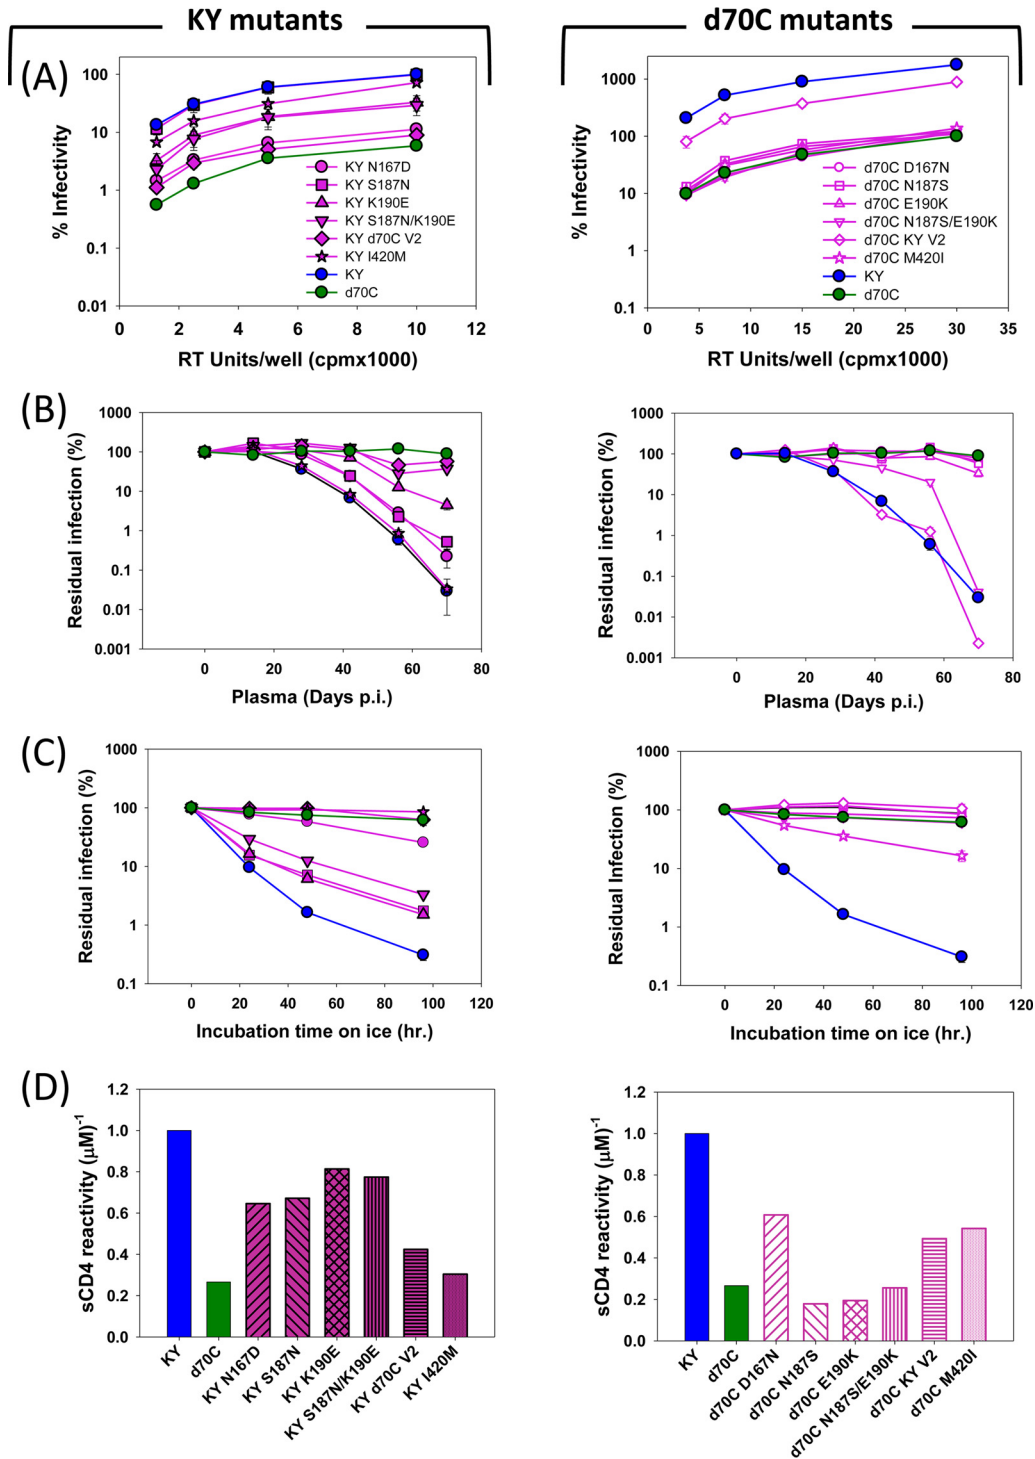 KY mutants
d70C mutants
(A)
100
10
1
0.1
0.01
% Infectivity
KY N167D
KY S187N
KY K190E
KY S187N/K190E
KY d70C V2
KY I420M
KY
d70C
0 2 4 6 8 10 12
RT Units/well (cpmx1000)
1000
100
10
1
0.1
% Infectivity
d70C D167N
d70C N187S
d70C E190K
d70C N187S/E190K
d70C KY V2
d70C M420I
KY
d70C
0 5 10 15 20 25 30 35
RT Units/well (cpmx1000)
(B)
1000
100
10
1
0.1
0.01
0.001
Residual infection (%)
0 20 40 60 80
Plasma (Days p.i.)
1000
100
10
1
0.1
0.01
0.001
Residual infection (%)
0 20 40 60 80
Plasma (Days p.i.)
(C)
1000
100
10
1
0.1
Residual infection (%)
0 20 40 60 80 100 120
Incubation time on ice (hr.)
1000
100
10
1
0.1
Residual Infection (%)
0 20 40 60 80 100 120
Incubation time on ice (hr.)
(D)
1.2
1.0
0.8
0.6
0.4
0.2
0.0
sCD4 reactivity (μM)⁻¹
KY
d70C
KY N167D
KY S187N
KY K190E
KY S187N/K190E
KY d70C V2
KY I420M
1.2
1.0
0.8
0.6
0.4
0.2
0.0
sCD4 reactivity (μM)⁻¹
KY
d70C
d70C D167N
d70C N187S
d70C E190K
d70C N187S/E190K
d70C KY V2
d70C M420I